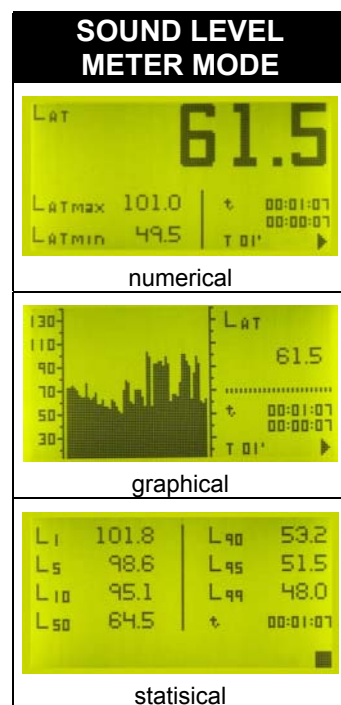 SOUND LEVEL
METER MODE
LAT 61.5
LATmax 101.0
LATmin 49.5
t 00:01:07
00:00:07
T 01'
numerical
130
110
90
70
50
30
LAT
61.5
t 00:01:07
00:00:07
T 01'
graphical
L1 101.8
L5 98.6
L10 95.1
L50 64.5
L90 53.2
L95 51.5
L99 48.0
t 00:01:07
statisical